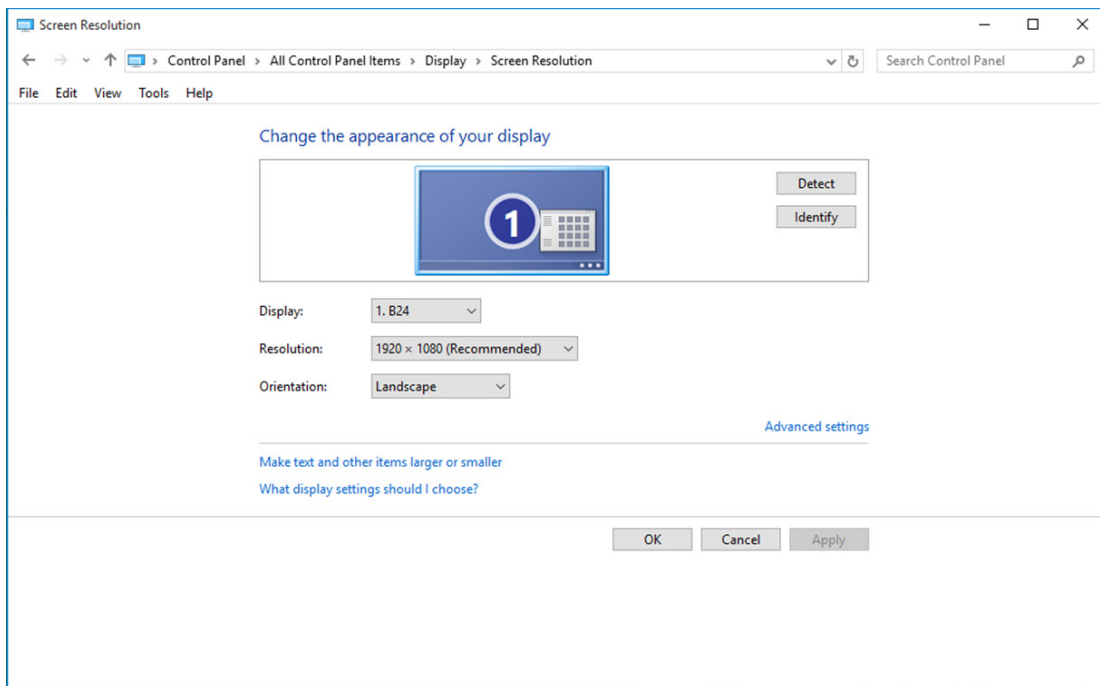 Screen Resolution
Control Panel > All Control Panel Items > Display > Screen Resolution
Search Control Panel
File Edit View Tools Help
Change the appearance of your display
1
Detect
Identify
Display: 1. B24
Resolution: 1920 × 1080 (Recommended)
Orientation: Landscape
Advanced settings
Make text and other items larger or smaller
What display settings should I choose?
OK Cancel Apply